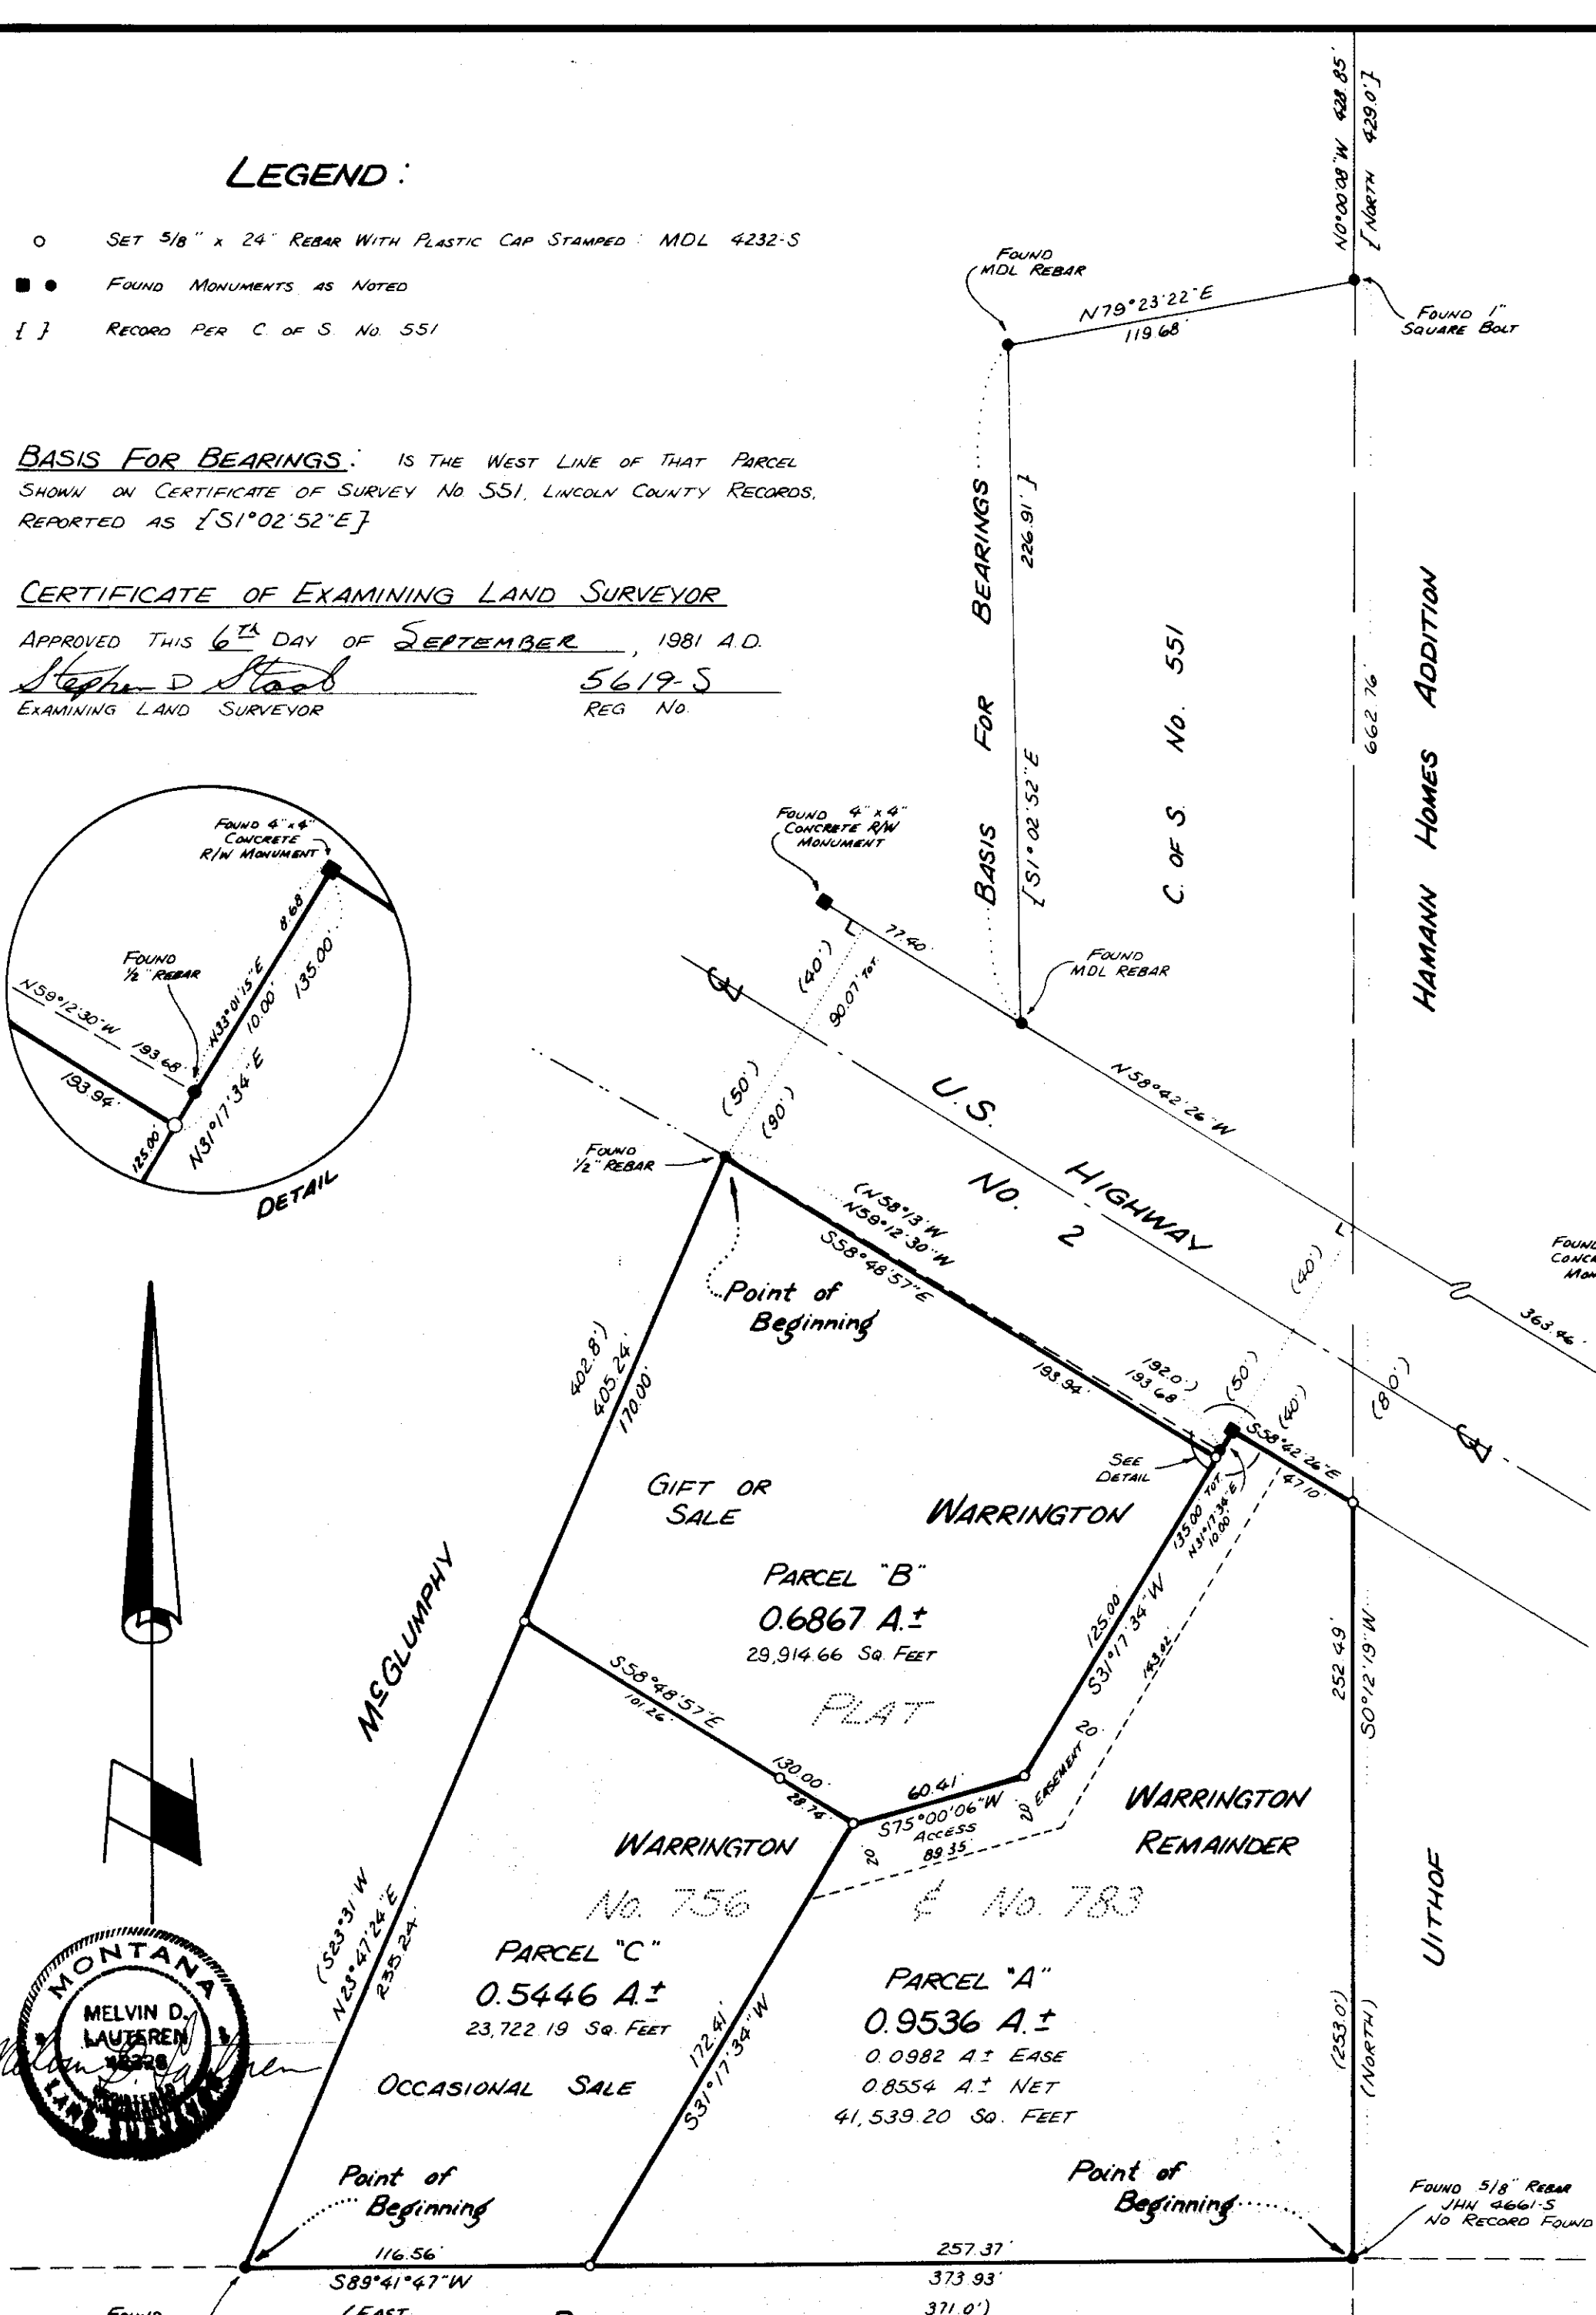 LEGEND :
SET 5/8" x 24" REBAR WITH PLASTIC CAP STAMPED : MDL 4232-S
FOUND MONUMENTS AS NOTED
{ } RECORD PER C. OF S. No. 551
BASIS FOR BEARINGS: IS THE WEST LINE OF THAT PARCEL
SHOWN ON CERTIFICATE OF SURVEY No. 551, LINCOLN COUNTY RECORDS,
REPORTED AS {S1°02'52"E}
CERTIFICATE OF EXAMINING LAND SURVEYOR
APPROVED THIS 6TH DAY OF SEPTEMBER, 1981 A.D.
Stephen D Staab 5619-S
EXAMINING LAND SURVEYOR REG No.
N0°00'08"W 428.85'
{NORTH 429.0'}
FOUND
MDL REBAR
N79°23'22"E
119.68'
FOUND 1"
SQUARE BOLT
BASIS FOR BEARINGS
226.91' }
{S1°02'52"E
C. OF S. No. 551
662.76'
HAMANN HOMES ADDITION
FOUND 4" x 4"
CONCRETE R/W
MONUMENT
77.40'
(40')
90.07' TOT.
FOUND
MDL REBAR
(50')
(90')
N58°42'26"W
U.S. HIGHWAY
NO. 2
FOUND 4" x 4"
CONCRETE
R/W MONUMENT
8.68'
FOUND
1/2" REBAR
N33°01'15"E
10.00'
135.00'
N59°12'30"W 193.68'
193.94'
125.00'
N31°17'34"E
DETAIL
FOUND
1/2" REBAR
(N58°13'W
N59°12'30"W
S58°48'57"E
Point of
Beginning
402.8')
405.24'
170.00'
192.0')
193.68'
193.94'
(50')
(40')
(40')
(80')
363.46'
FOUND
SEE
DETAIL
S58°42'26"E
47.10'
135.00' TOT.
N31°17'34"E
10.00'
GIFT OR
SALE
WARRINGTON
PARCEL "B"
0.6867 A.±
29,914.66 SQ. FEET
PLAT
McGLUMPHY
125.00'
S31°17'34"W
143.02'
252.49'
S0°12'19"W
S58°48'57"E
101.26'
130.00'
28.74'
60.41'
S75°00'06"W
ACCESS
89.35'
20'
20' EASEMENT 20'
WARRINGTON
REMAINDER
WARRINGTON
No. 756 & No. 783
UITHOF
(S23°31'W
N23°47'24"E
235.24'
PARCEL "C"
0.5446 A.±
23,722.19 SQ. FEET
OCCASIONAL SALE
172.41'
S31°17'34"W
PARCEL "A"
0.9536 A.±
0.0982 A.± EASE
0.8554 A.± NET
41,539.20 SQ. FEET
(253.0')
(NORTH)
MONTANA
MELVIN D.
LAUTEREN
Point of
Beginning
Point of
Beginning
FOUND 5/8" REBAR
JHN 4661-S
NO RECORD FOUND
116.56'
S89°41'47"W
257.37'
373.93'
371.0')
FOUND
(EAST